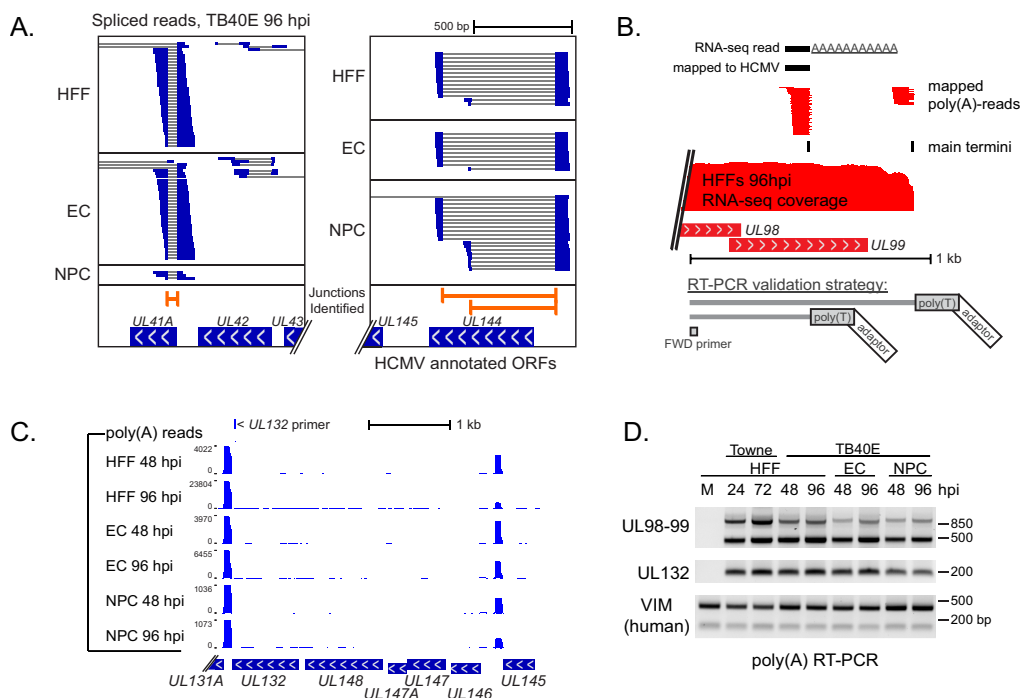 A.
Spliced reads, TB40E 96 hpi
500 bp
HFF
EC
NPC
HFF
EC
NPC
Junctions
Identified
UL41A
UL42
UL43
UL145
UL144
HCMV annotated ORFs
B.
RNA-seq read
AAAAAAAAAAA
mapped to HCMV
mapped
poly(A)-reads
main termini
HFFs 96hpi
RNA-seq coverage
UL98
UL99
1 kb
RT-PCR validation strategy:
poly(T)
adaptor
poly(T)
adaptor
FWD primer
C.
poly(A) reads
< UL132 primer
1 kb
HFF 48 hpi
4022
0
HFF 96 hpi
23804
0
EC 48 hpi
3970
0
EC 96 hpi
6455
0
NPC 48 hpi
1036
0
NPC 96 hpi
1073
0
UL131A
UL132
UL148
UL147A
UL147
UL146
UL145
D.
Towne
TB40E
HFF
EC
NPC
M 24 72 48 96 48 96 48 96 hpi
UL98-99
850
500
UL132
200
VIM
(human)
500
200 bp
poly(A) RT-PCR